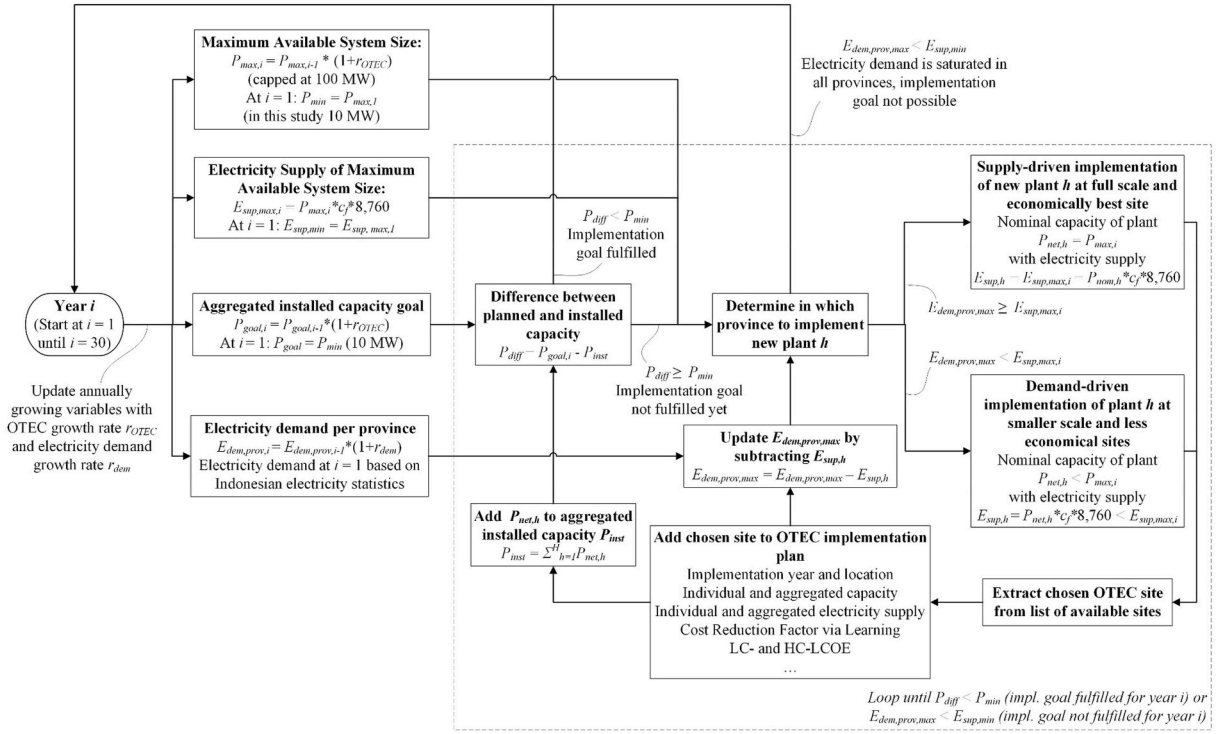 Maximum Available System Size:
P_max,i = P_max,i-1 * (1+r_OTEC)
(capped at 100 MW)
At i = 1: P_min = P_max,1
(in this study 10 MW)
Electricity Supply of Maximum
Available System Size:
E_sup,max,i = P_max,i*c_f*8,760
At i = 1: E_sup,min = E_sup, max,1
Year i
(Start at i = 1
until i = 30)
Update annually
growing variables with
OTEC growth rate r_OTEC
and electricity demand
growth rate r_dem
Aggregated installed capacity goal
P_goal,i = P_goal,i-1*(1+r_OTEC)
At i = 1: P_goal = P_min (10 MW)
Electricity demand per province
E_dem,prov,i = E_dem,prov,i-1*(1+r_dem)
Electricity demand at i = 1 based on
Indonesian electricity statistics
P_diff < P_min
Implementation
goal fulfilled
Difference between
planned and installed
capacity
P_diff = P_goal,i - P_inst
P_diff ≥ P_min
Implementation goal
not fulfilled yet
E_dem,prov,max < E_sup,min
Electricity demand is saturated in
all provinces, implementation
goal not possible
Determine in which
province to implement
new plant h
Supply-driven implementation
of new plant h at full scale and
economically best site
Nominal capacity of plant
P_net,h = P_max,i
with electricity supply
E_sup,h = E_sup,max,i = P_nom,h*c_f*8,760
E_dem,prov,max ≥ E_sup,max,i
E_dem,prov,max < E_sup,max,i
Demand-driven
implementation of plant h at
smaller scale and less
economical sites
Nominal capacity of plant
P_net,h < P_max,i
with electricity supply
E_sup,h = P_net,h*c_f*8,760 < E_sup,max,i
Update E_dem,prov,max by
subtracting E_sup,h
E_dem,prov,max = E_dem,prov,max – E_sup,h
Add P_net,h to aggregated
installed capacity P_inst
P_inst = Σ^H_h=1 P_net,h
Add chosen site to OTEC implementation
plan
Implementation year and location
Individual and aggregated capacity
Individual and aggregated electricity supply
Cost Reduction Factor via Learning
LC- and HC-LCOE
…
Extract chosen OTEC site
from list of available sites
Loop until P_diff < P_min (impl. goal fulfilled for year i) or
E_dem,prov,max < E_sup,min (impl. goal not fulfilled for year i)